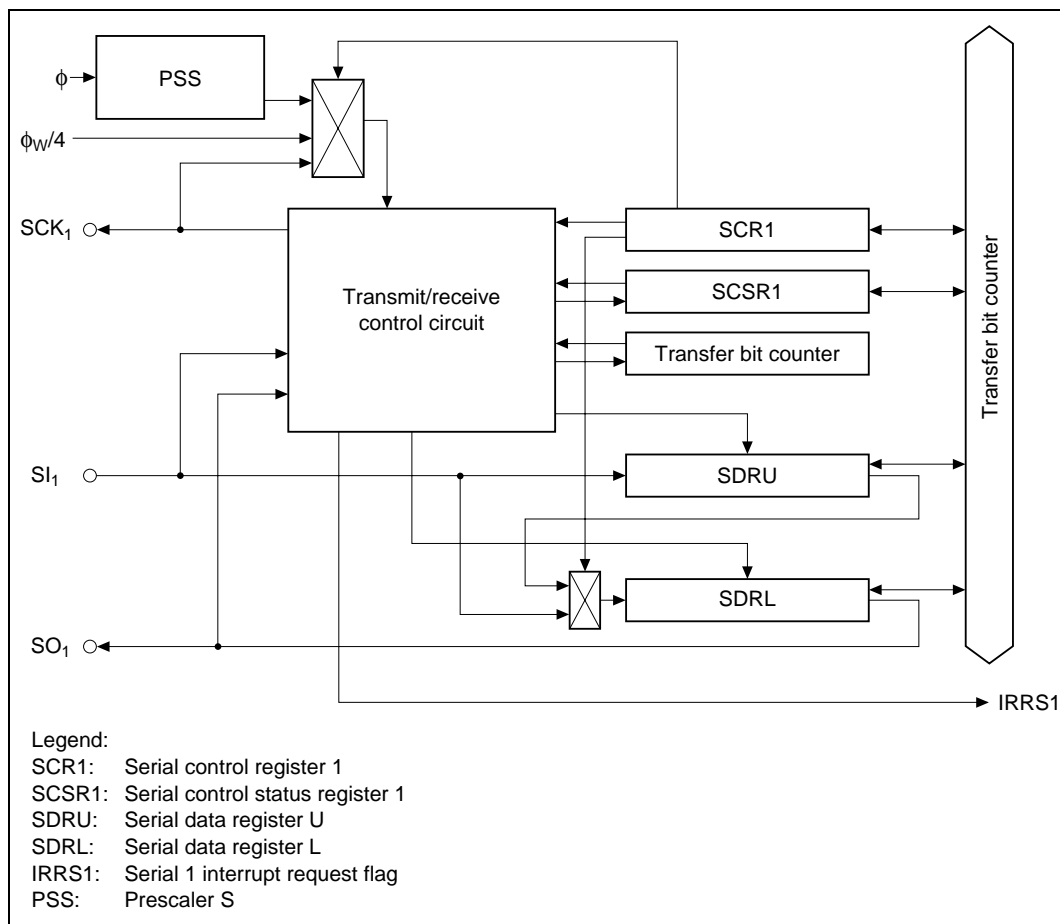 ϕ
PSS
ϕW/4
SCK1
SCR1
SCSR1
Transmit/receive
control circuit
Transfer bit counter
Transfer bit counter
SI1
SDRU
SDRL
SO1
IRRS1
Legend:
SCR1: Serial control register 1
SCSR1: Serial control status register 1
SDRU: Serial data register U
SDRL: Serial data register L
IRRS1: Serial 1 interrupt request flag
PSS: Prescaler S